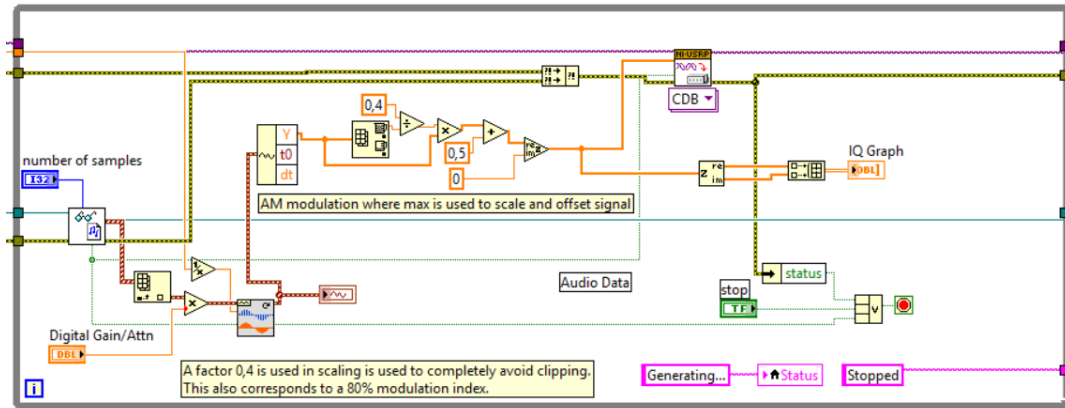 NI-USRP
CDB
0,4
Y
t0
dt
0,5
0
re
im
z
number of samples
I32
z
re
im
IQ Graph
DBL
AM modulation where max is used to scale and offset signal
1
x
Audio Data
status
stop
TF
v
Digital Gain/Attn
DBL
i
A factor 0,4 is used in scaling is used to completely avoid clipping.
This also corresponds to a 80% modulation index.
Generating...
Status
Stopped